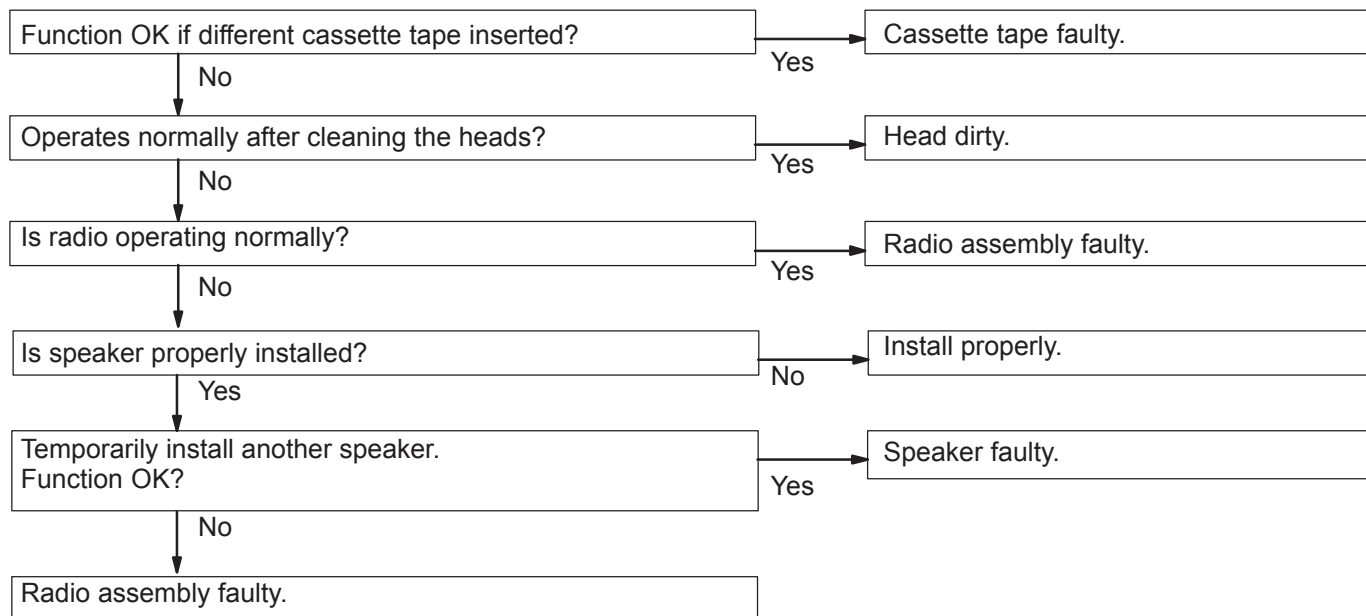 Function OK if different cassette tape inserted?
Yes
Cassette tape faulty.
No
Operates normally after cleaning the heads?
Yes
Head dirty.
No
Is radio operating normally?
Yes
Radio assembly faulty.
No
Is speaker properly installed?
No
Install properly.
Yes
Temporarily install another speaker.
Function OK?
Yes
Speaker faulty.
No
Radio assembly faulty.